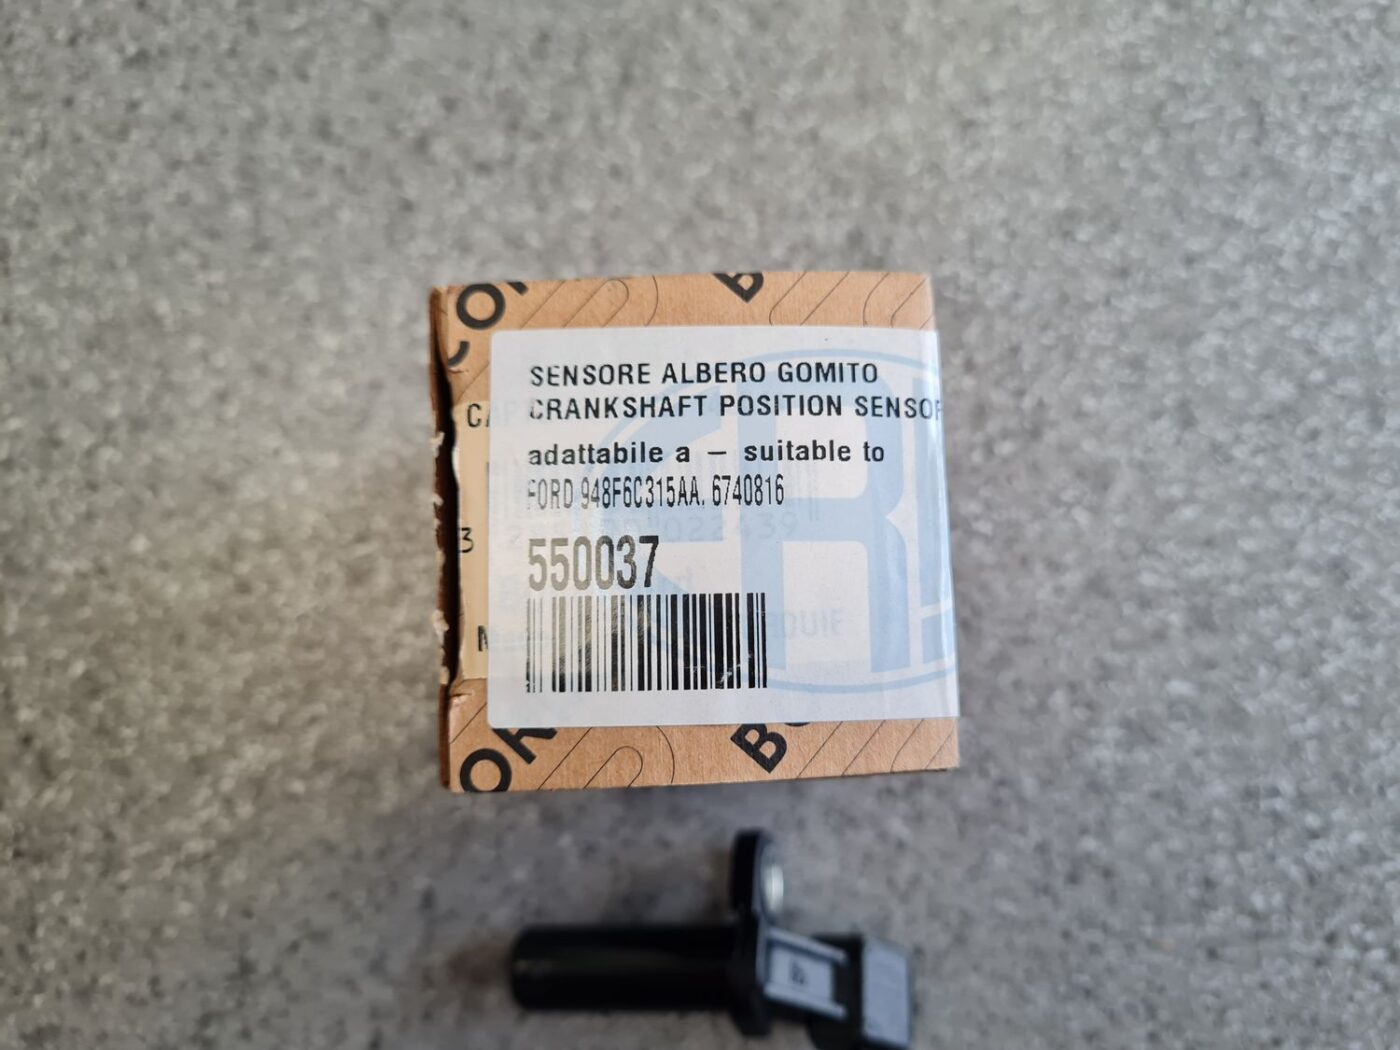 SENSORE ALBERO GOMITO
CRANKSHAFT POSITION SENSOR
adattabile a – suitable to
FORD 948F6C315AA. 6740816
550037